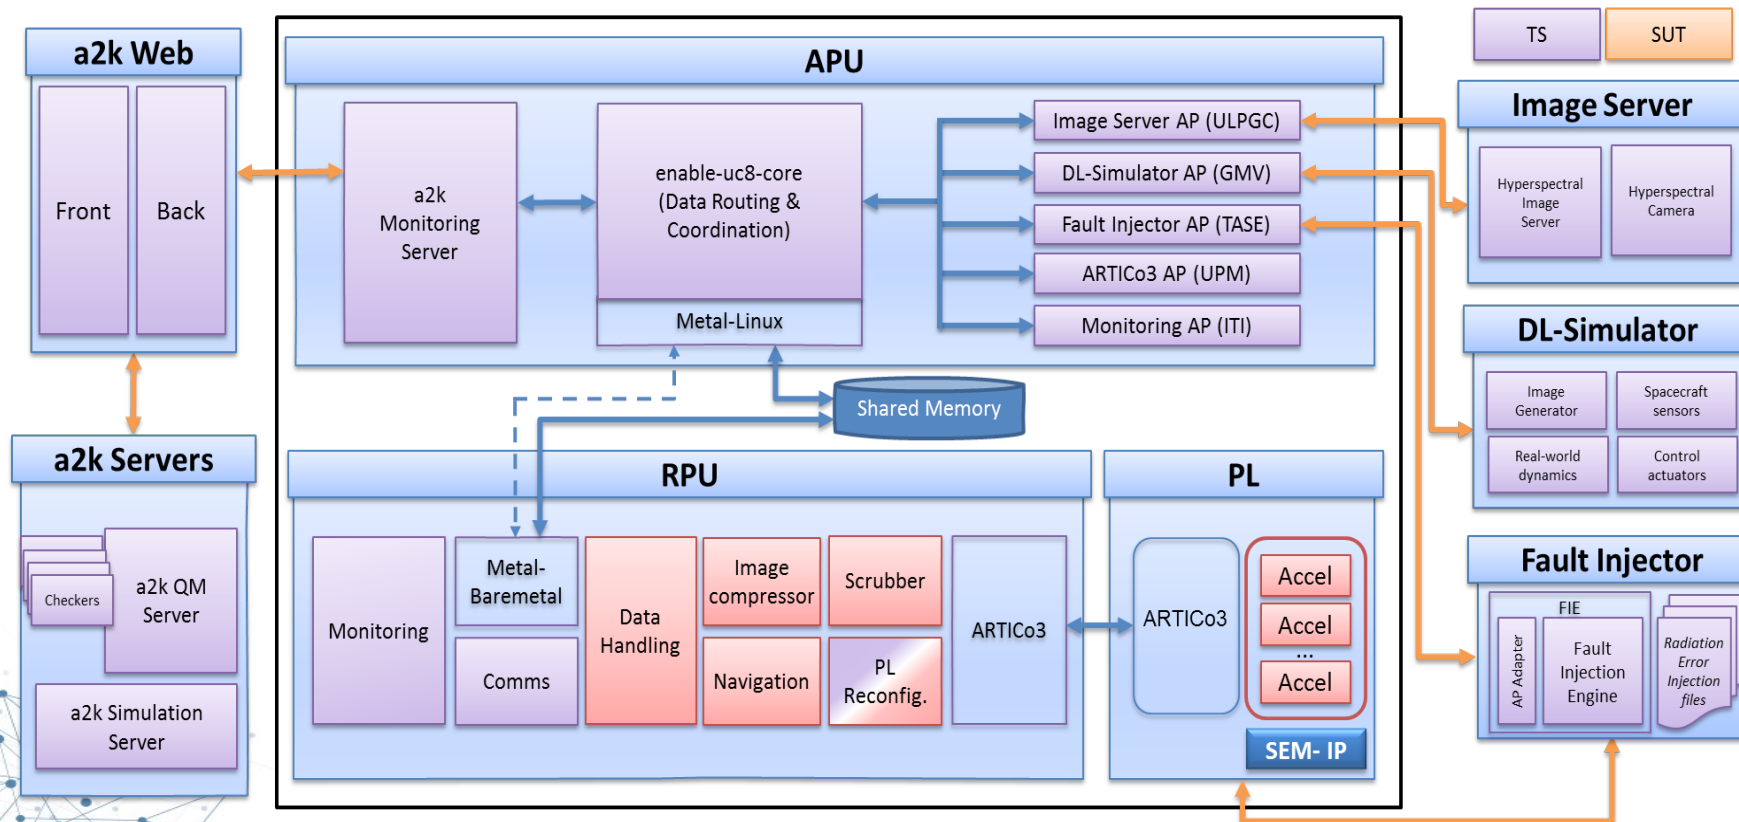 a2k Web
Front
Back
a2k Servers
Checkers
a2k QM
Server
a2k Simulation
Server
APU
a2k
Monitoring
Server
enable-uc8-core
(Data Routing &
Coordination)
Metal-Linux
Image Server AP (ULPGC)
DL-Simulator AP (GMV)
Fault Injector AP (TASE)
ARTICo3 AP (UPM)
Monitoring AP (ITI)
Shared Memory
RPU
Monitoring
Metal-
Baremetal
Comms
Data
Handling
Image
compressor
Navigation
Scrubber
PL
Reconfig.
ARTICo3
PL
ARTICo3
Accel
Accel
...
Accel
SEM- IP
TS
SUT
Image Server
Hyperspectral
Image
Server
Hyperspectral
Camera
DL-Simulator
Image
Generator
Spacecraft
sensors
Real-world
dynamics
Control
actuators
Fault Injector
FIE
AP Adapter
Fault
Injection
Engine
Radiation
Error
Injection
files